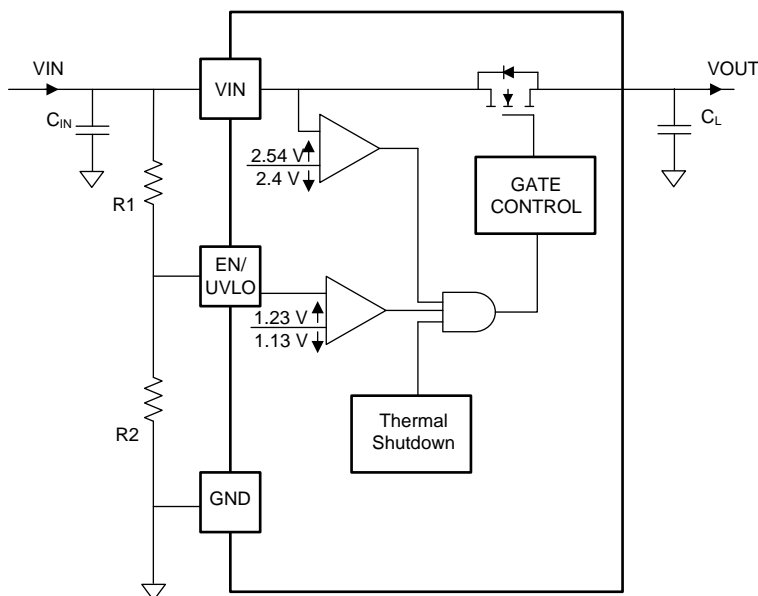 VIN
VIN
VOUT
CIN
CL
2.54 V
2.4 V
R1
GATE
CONTROL
EN/
UVLO
1.23 V
1.13 V
R2
Thermal
Shutdown
GND